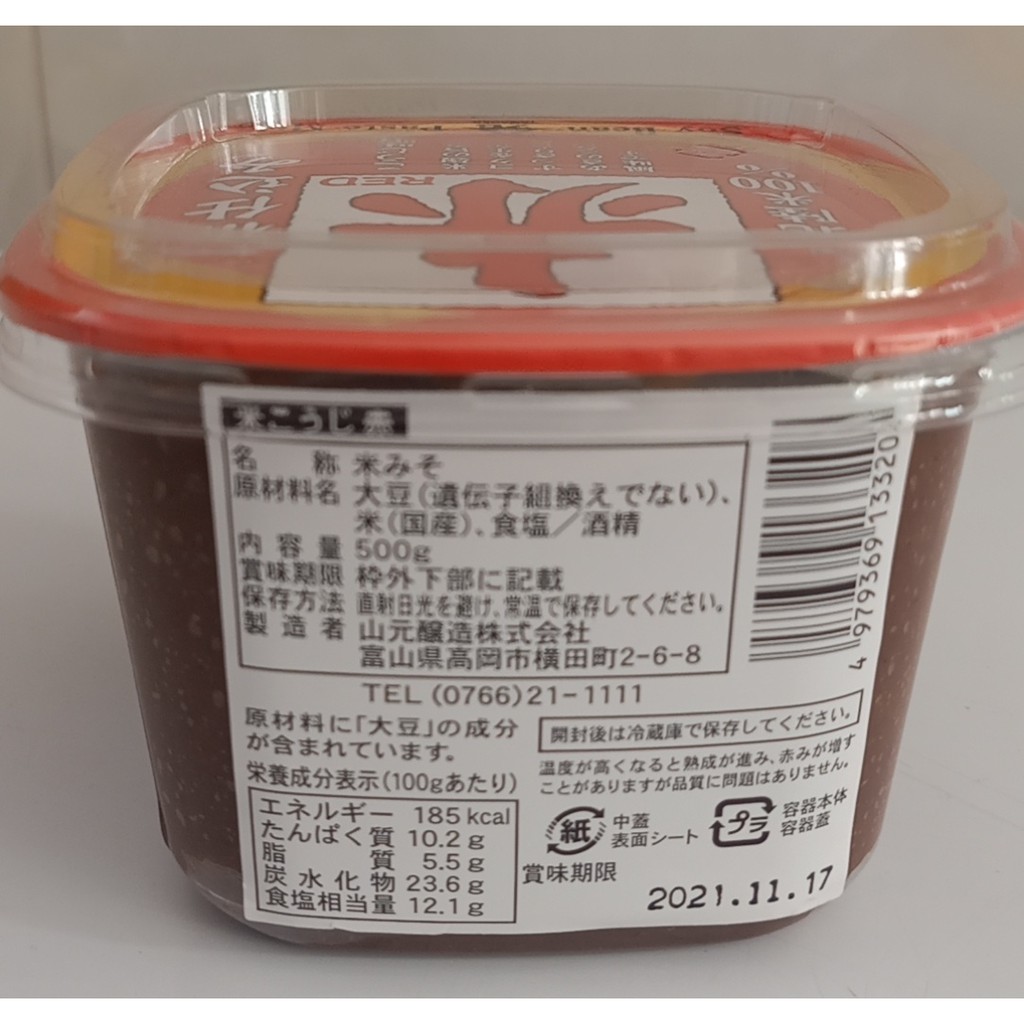 Soy Bean Paste
RED
100%
米こうじ
名称 米みそ
原材料名 大豆(遺伝子組換えでない)、
米(国産)、食塩/酒精
内容量 500g
賞味期限 枠外下部に記載
保存方法 直射日光を避け、常温で保存してください。
製造者 山元醸造株式会社
富山県高岡市横田町2-6-8
TEL (0766)21-1111
4 979369 13320
原材料に「大豆」の成分
が含まれています。
開封後は冷蔵庫で保存してください。
温度が高くなると熟成が進み、赤みが増す
ことがありますが品質に問題はありません。
栄養成分表示(100gあたり)
エネルギー 185 kcal
たんぱく質 10.2 g
脂質 5.5 g
炭水化物 23.6 g
食塩相当量 12.1 g
紙 中蓋
表面シート
プラ 容器本体
容器蓋
賞味期限
2021.11.17